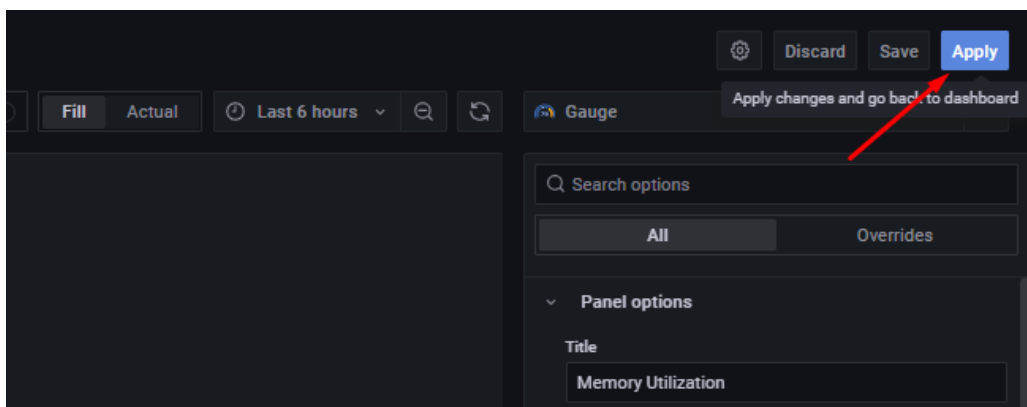 Discard Save Apply
Apply changes and go back to dashboard
Fill Actual Last 6 hours Gauge
Search options
All Overrides
Panel options
Title
Memory Utilization